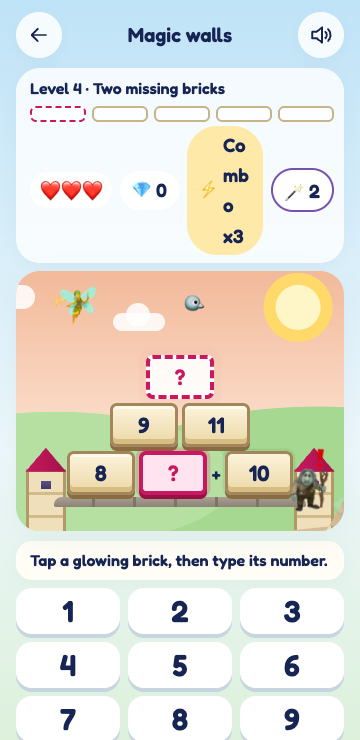 Magic walls
Level 4 · Two missing bricks
❤️❤️❤️ 💎 0 ⚡ Co
mb
o
x3
🪄 2
?
9 11
8 ? + 10
Tap a glowing brick, then type its number.
1 2 3
4 5 6
7 8 9